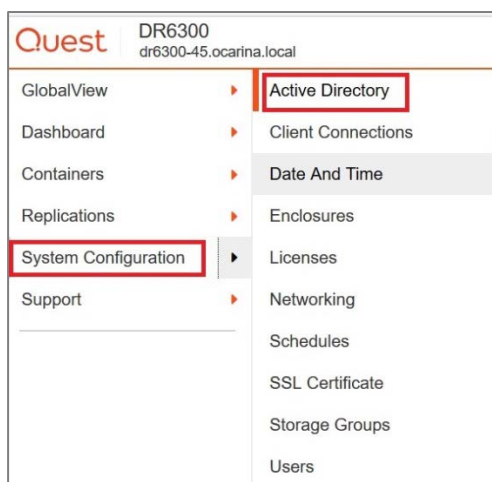 Quest
DR6300
dr6300-45.ocarina.local
GlobalView
Dashboard
Containers
Replications
System Configuration
Support
Active Directory
Client Connections
Date And Time
Enclosures
Licenses
Networking
Schedules
SSL Certificate
Storage Groups
Users